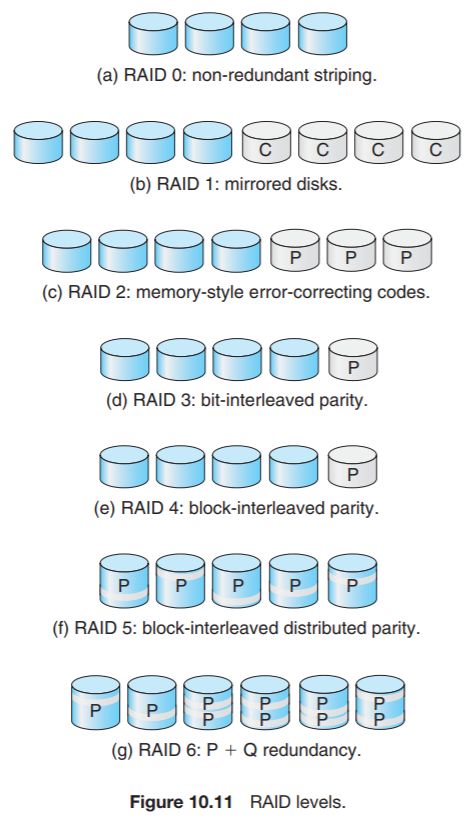 (a) RAID 0: non-redundant striping.
C C C C
(b) RAID 1: mirrored disks.
P P P
(c) RAID 2: memory-style error-correcting codes.
P
(d) RAID 3: bit-interleaved parity.
P
(e) RAID 4: block-interleaved parity.
P P P P P
(f) RAID 5: block-interleaved distributed parity.
P P P P P P
P P P P
(g) RAID 6: P + Q redundancy.
Figure 10.11 RAID levels.